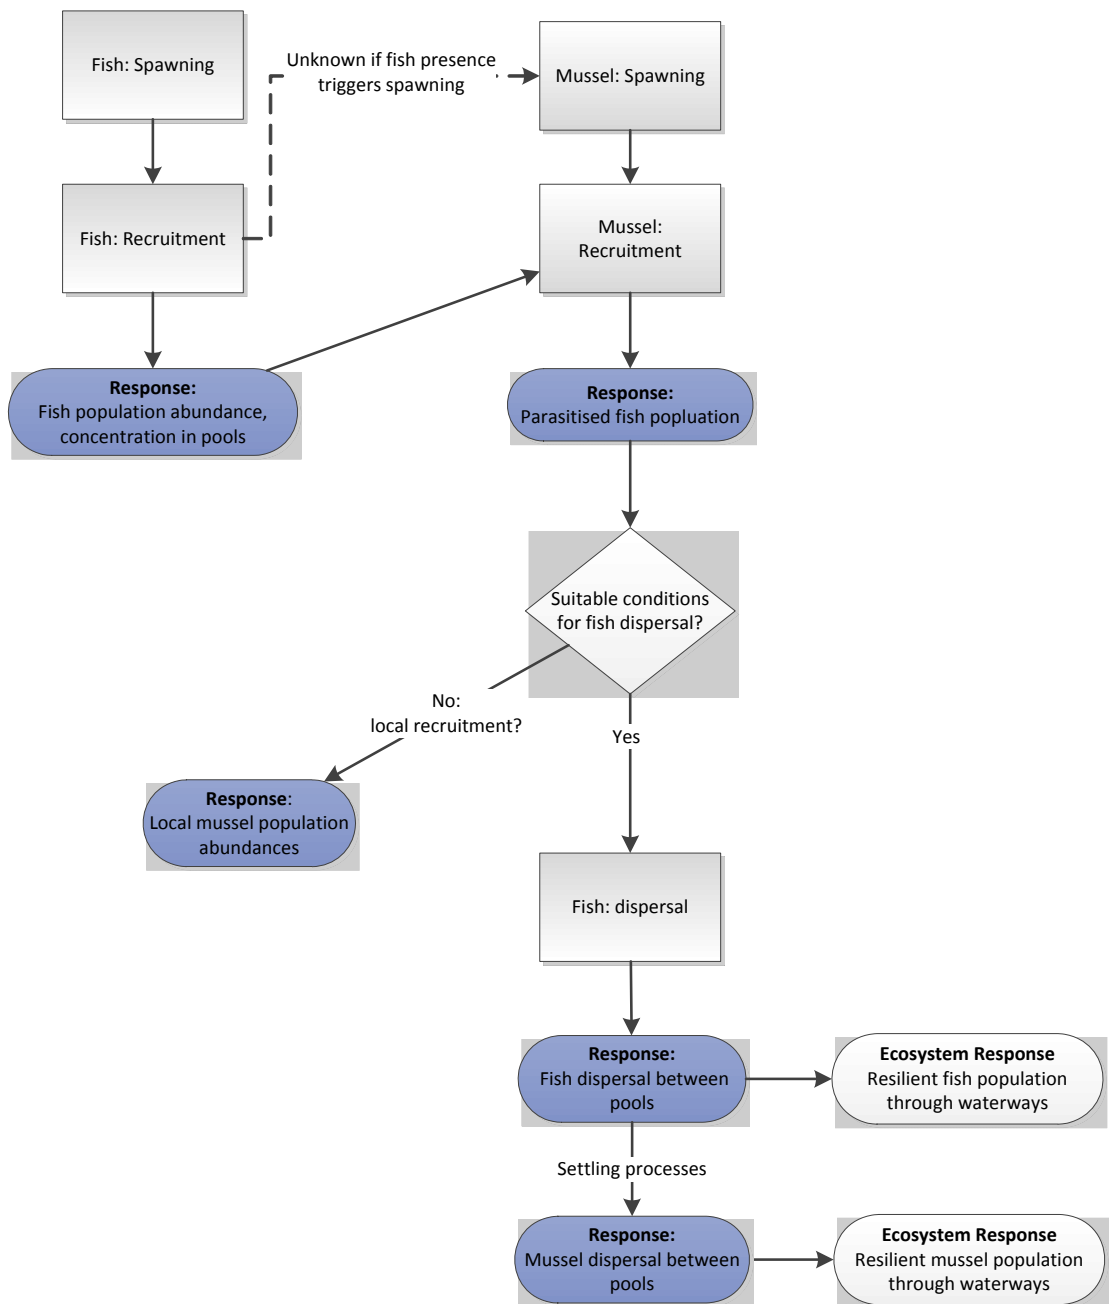 Fish: Spawning
Unknown if fish presence
triggers spawning
Mussel: Spawning
Fish: Recruitment
Mussel:
Recruitment
Response:
Fish population abundance,
concentration in pools
Response:
Parasitised fish popluation
Suitable conditions
for fish dispersal?
No:
local recruitment?
Yes
Response:
Local mussel population
abundances
Fish: dispersal
Response:
Fish dispersal between
pools
Ecosystem Response
Resilient fish population
through waterways
Settling processes
Response:
Mussel dispersal between
pools
Ecosystem Response
Resilient mussel population
through waterways